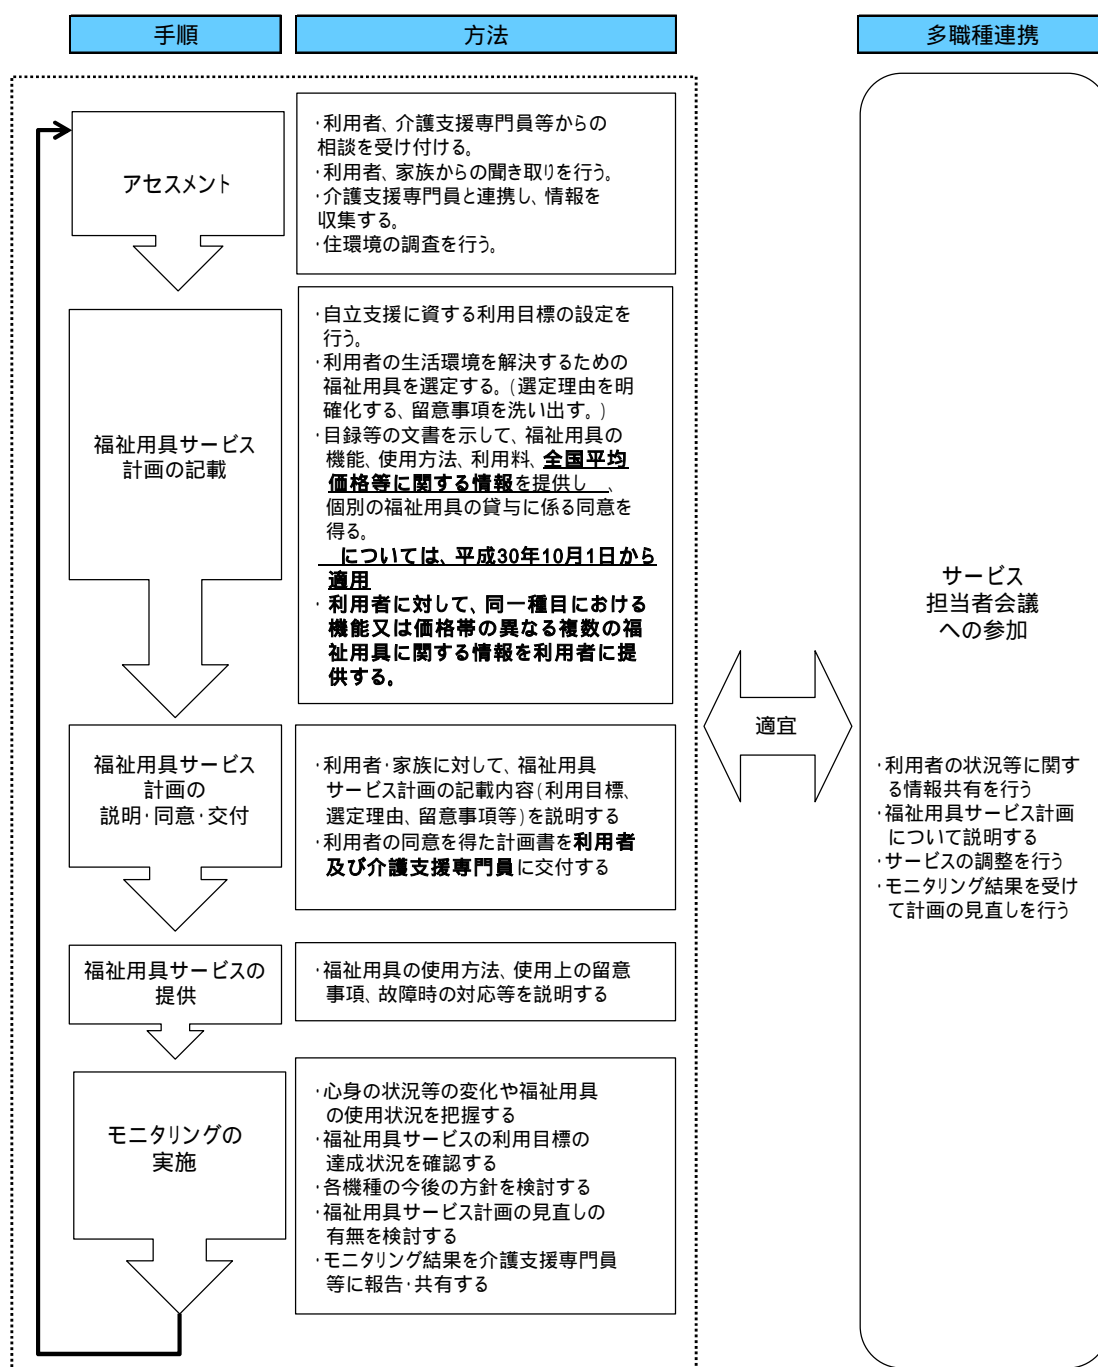 手順
方法
多職種連携
アセスメント
・利用者、介護支援専門員等からの
相談を受け付ける。
・利用者、家族からの聞き取りを行う。
・介護支援専門員と連携し、情報を
収集する。
・住環境の調査を行う。
福祉用具サービス
計画の記載
・自立支援に資する利用目標の設定を
行う。
・利用者の生活環境を解決するための
福祉用具を選定する。(選定理由を明
確化する、留意事項を洗い出す。)
・目録等の文書を示して、福祉用具の
機能、使用方法、利用料、全国平均
価格等に関する情報を提供し　、
個別の福祉用具の貸与に係る同意を
得る。
　については、平成30年10月1日から
適用
・利用者に対して、同一種目における
機能又は価格帯の異なる複数の福
祉用具に関する情報を利用者に提
供する。
福祉用具サービス
計画の
説明・同意・交付
・利用者・家族に対して、福祉用具
サービス計画の記載内容(利用目標、
選定理由、留意事項等)を説明する
・利用者の同意を得た計画書を利用者
及び介護支援専門員に交付する
福祉用具サービスの
提供
・福祉用具の使用方法、使用上の留意
事項、故障時の対応等を説明する
モニタリングの
実施
・心身の状況等の変化や福祉用具
の使用状況を把握する
・福祉用具サービスの利用目標の
達成状況を確認する
・各機種の今後の方針を検討する
・福祉用具サービス計画の見直しの
有無を検討する
・モニタリング結果を介護支援専門員
等に報告・共有する
適宜
サービス
担当者会議
への参加
・利用者の状況等に関す
る情報共有を行う
・福祉用具サービス計画
について説明する
・サービスの調整を行う
・モニタリング結果を受け
て計画の見直しを行う